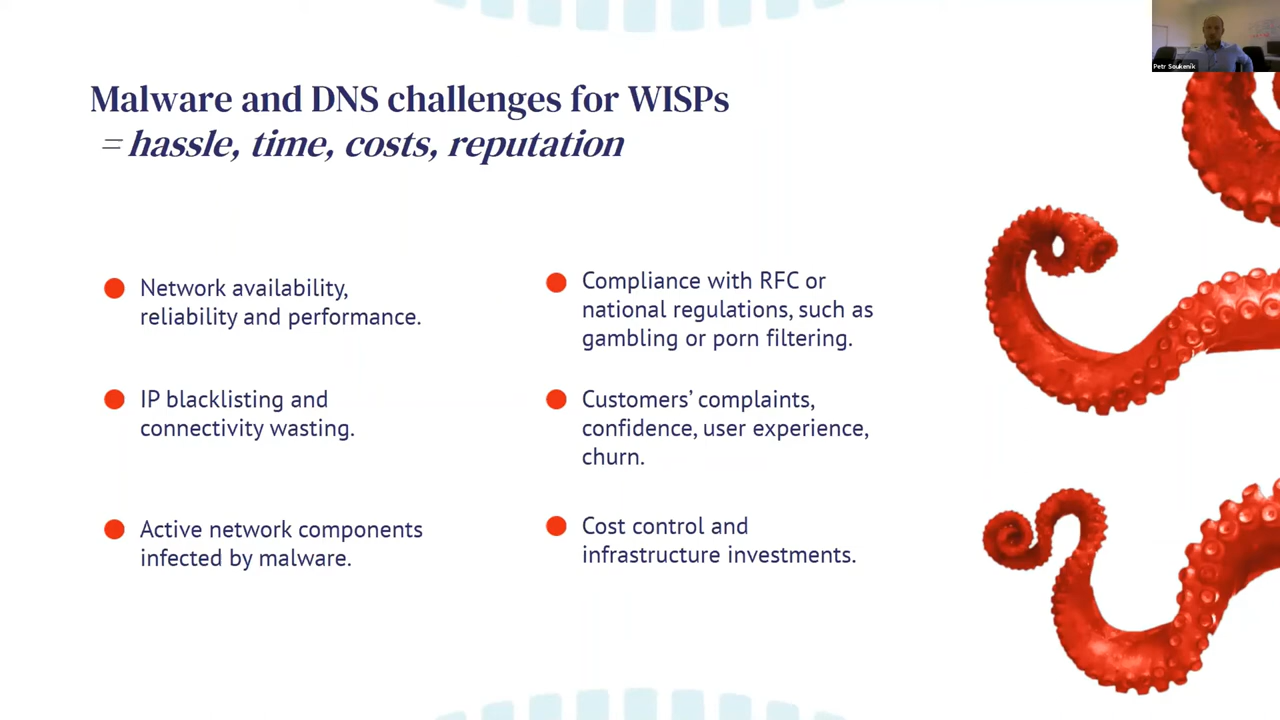 Petr Soukenik
Malware and DNS challenges for WISPs
= hassle, time, costs, reputation
Network availability,
reliability and performance.
IP blacklisting and
connectivity wasting.
Active network components
infected by malware.
Compliance with RFC or
national regulations, such as
gambling or porn filtering.
Customers’ complaints,
confidence, user experience,
churn.
Cost control and
infrastructure investments.